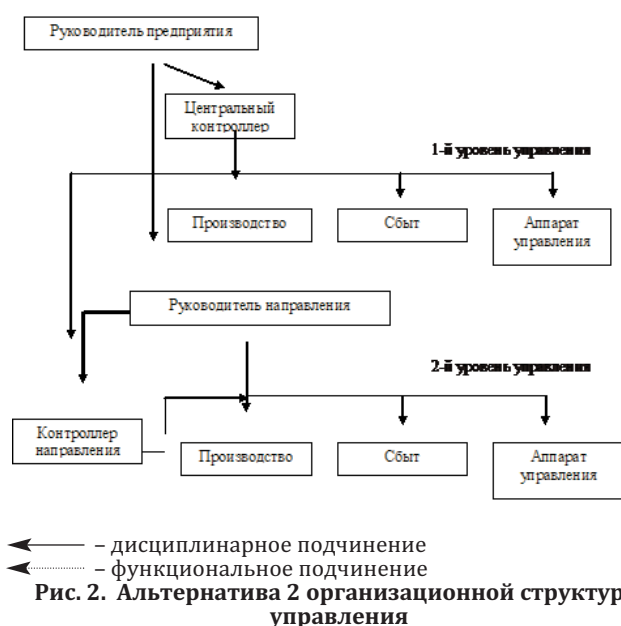 Руководитель предприятия
Центральный
контроллер
1-й уровень управления
Производство
Сбыт
Аппарат
управления
Руководитель направления
2-й уровень управления
Контроллер
направления
Производство
Сбыт
Аппарат
управления
– дисциплинарное подчинение
– функциональное подчинение
Рис. 2. Альтернатива 2 организационной структур
управления